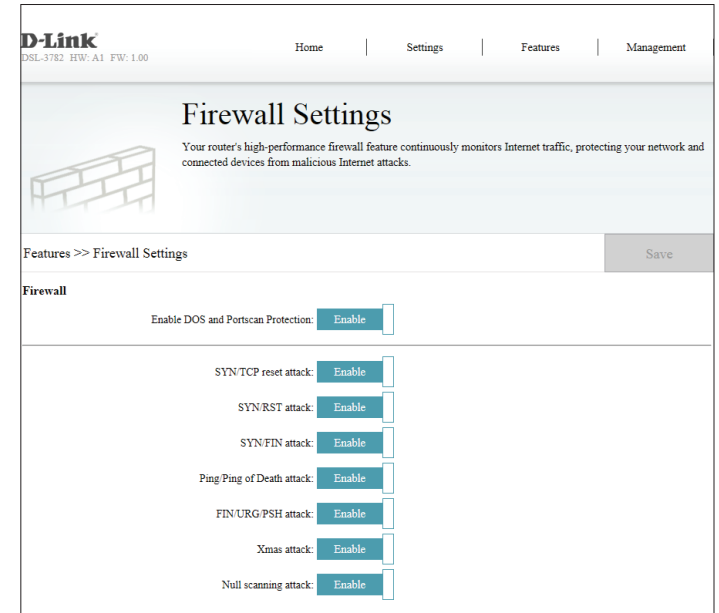 D-Link
DSL-3782 HW: A1 FW: 1.00
Home
Settings
Features
Management
Firewall Settings
Your router's high-performance firewall feature continuously monitors Internet traffic, protecting your network and
connected devices from malicious Internet attacks.
Features >> Firewall Settings
Save
Firewall
Enable DOS and Portscan Protection: Enable
SYN/TCP reset attack: Enable
SYN/RST attack: Enable
SYN/FIN attack: Enable
Ping/Ping of Death attack: Enable
FIN/URG/PSH attack: Enable
Xmas attack: Enable
Null scanning attack: Enable